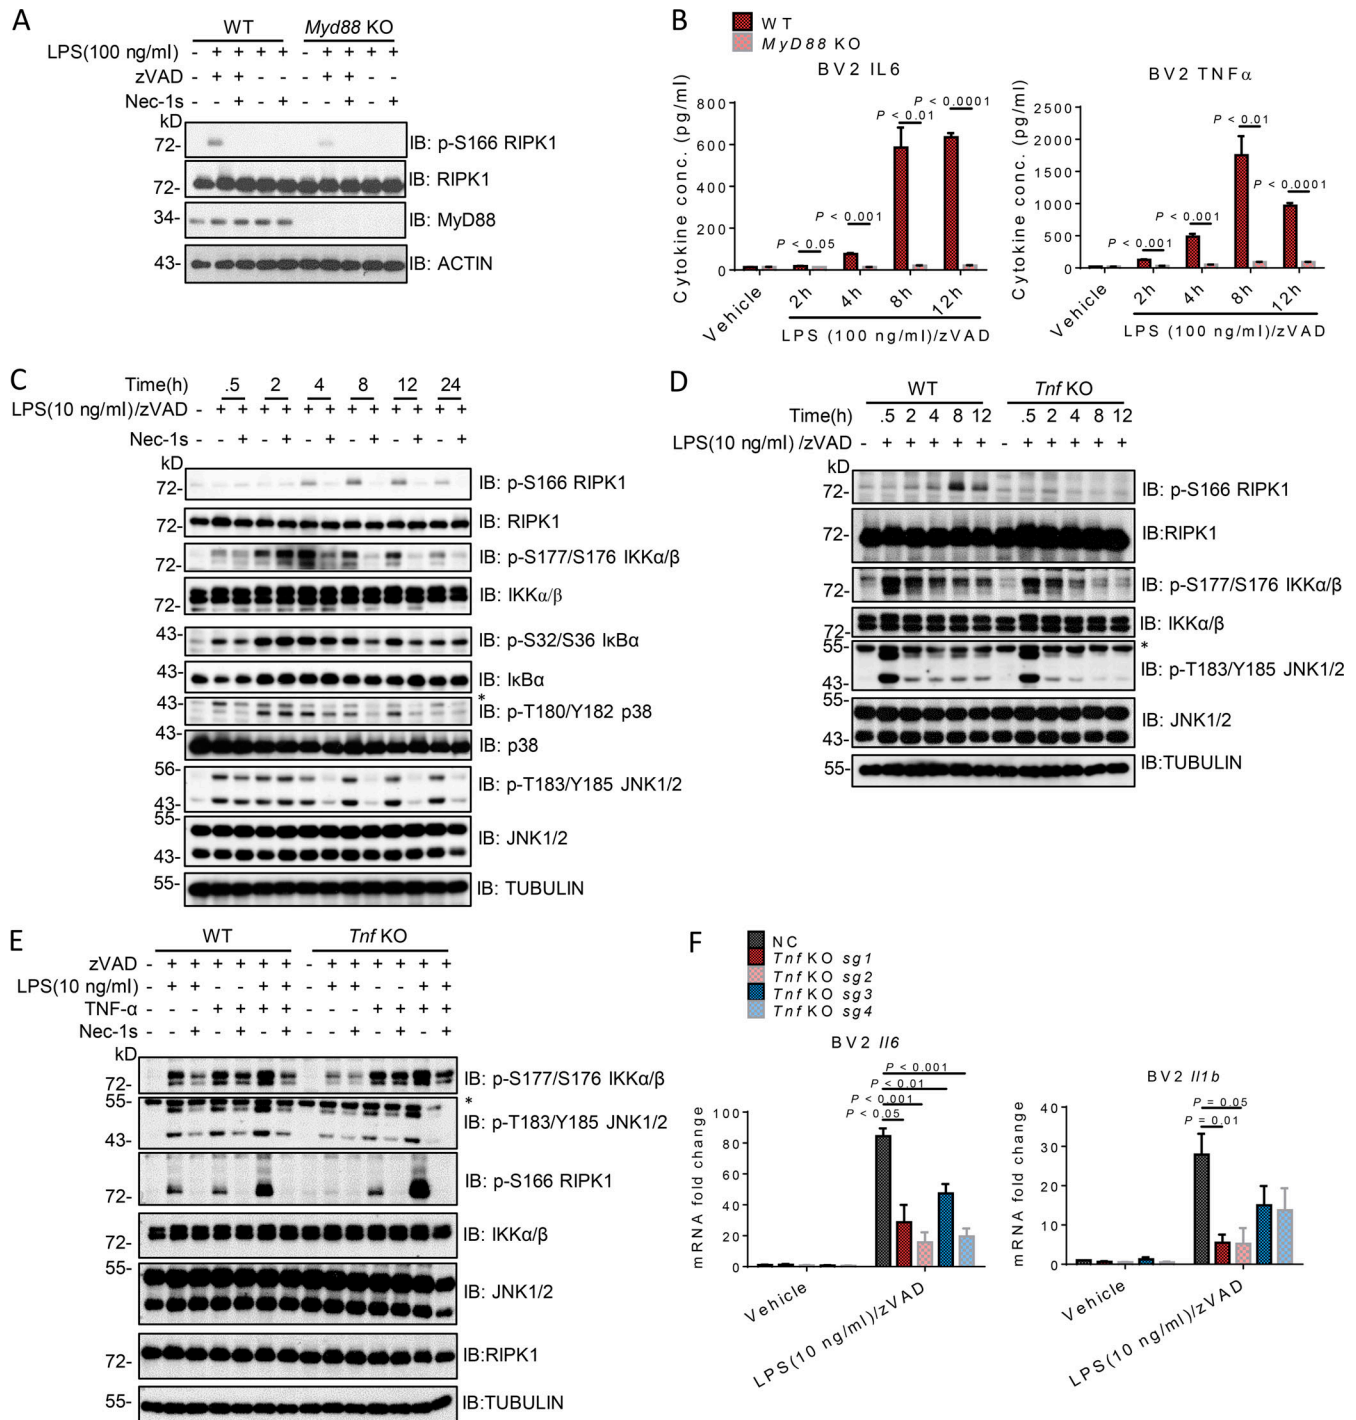 A
WT Myd88 KO
LPS(100 ng/ml) - + + + + - + + + +
zVAD - + + - - - + + - -
Nec-1s - - + - + - - + - +
kD
72- IB: p-S166 RIPK1
72- IB: RIPK1
34- IB: MyD88
43- IB: ACTIN
B
WT
MyD88 KO
BV2 IL6
Cytokine conc. (pg/ml)
800
600
400
200
0
P < 0.05
P < 0.001
P < 0.01
P < 0.0001
Vehicle 2h 4h 8h 12h
LPS (100 ng/ml)/zVAD
BV2 TNFα
Cytokine conc. (pg/ml)
2500
2000
1500
1000
500
0
P < 0.001
P < 0.001
P < 0.01
P < 0.0001
Vehicle 2h 4h 8h 12h
LPS (100 ng/ml)/zVAD
C
Time(h) .5 2 4 8 12 24
LPS(10 ng/ml)/zVAD - + + + + + + + + + + + +
Nec-1s - - + - + - + - + - + - +
kD
72- IB: p-S166 RIPK1
72- IB: RIPK1
72- IB: p-S177/S176 IKKα/β
72- IB: IKKα/β
43- IB: p-S32/S36 IκBα
43- IB: IκBα
43- *
IB: p-T180/Y182 p38
43- IB: p38
56-
43- IB: p-T183/Y185 JNK1/2
55-
43- IB: JNK1/2
55- IB: TUBULIN
D
WT Tnf KO
Time(h) .5 2 4 8 12 .5 2 4 8 12
LPS(10 ng/ml) /zVAD - + + + + + - + + + + +
kD
72- IB: p-S166 RIPK1
72- IB:RIPK1
72- IB: p-S177/S176 IKKα/β
72- IB: IKKα/β
55- *
43- IB: p-T183/Y185 JNK1/2
55-
43- IB: JNK1/2
55- IB:TUBULIN
E
WT Tnf KO
zVAD - + + + + + + - + + + + + +
LPS(10 ng/ml) - + + - - + + - + + - - + +
TNF-α - - - + + + + - - - + + + +
Nec-1s - - + - + - + - - + - + - +
kD
72- IB: p-S177/S176 IKKα/β
55- *
43- IB: p-T183/Y185 JNK1/2
72- IB: p-S166 RIPK1
72- IB: IKKα/β
55-
IB: JNK1/2
43-
72- IB:RIPK1
55- IB:TUBULIN
F
NC
Tnf KO sg1
Tnf KO sg2
Tnf KO sg3
Tnf KO sg4
BV2 Il6
mRNA fold change
100
80
60
40
20
0
P < 0.001
P < 0.01
P < 0.001
P < 0.05
Vehicle
LPS(10 ng/ml)/zVAD
BV2 Il1b
mRNA fold change
40
30
20
10
0
P = 0.05
P = 0.01
Vehicle
LPS(10 ng/ml)/zVAD